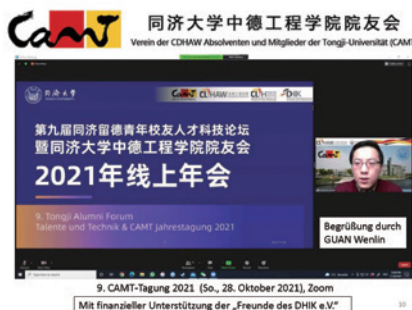 CAMT
同济大学中德工程学院院友会
Verein der CDHAW Absolventen und Mitglieder der Tongji-Universität (CAMT
同濟大學
CAMT CDHAW CDHK DHIK
第九届同济留德青年校友人才科技论坛
暨同济大学中德工程学院院友会
2021年线上年会
9. Tongji Alumni Forum
Talente und Technik & CAMT Jahrestagung 2021
Begrüßung durch
GUAN Wenlin
9. CAMT-Tagung 2021 (So., 28. Oktober 2021), Zoom
Mit finanzieller Unterstützung der „Freunde des DHIK e.V."
10